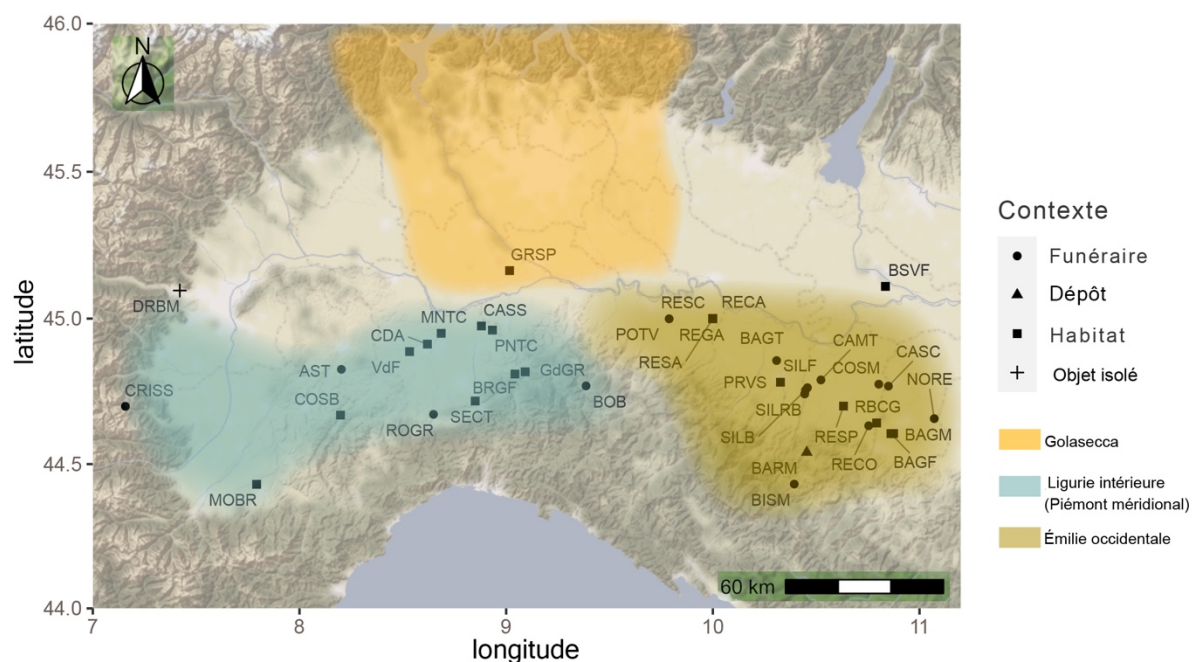 46.0
N
45.5
GRSP
BSVF
DRBM
45.0
MNTC
CASS
CDA
PNTC
VdF
AST
BRGF
GdGR
COSB
CRISS
SECT
BOB
ROGR
MOBR
RESC
RECA
POTV
REGA
BAGT
CAMT
RESA
SILF
COSM
CASC
PRVS
NORE
SILRB
RBCG
SILB
RESP
BAGM
RECO
BAGF
BARM
BISM
44.5
60 km
44.0
7
8
9
10
11
longitude
latitude
Contexte
Funéraire
Dépôt
Habitat
Objet isolé
Golasecca
Ligurie intérieure
(Piémont méridional)
Émilie occidentale